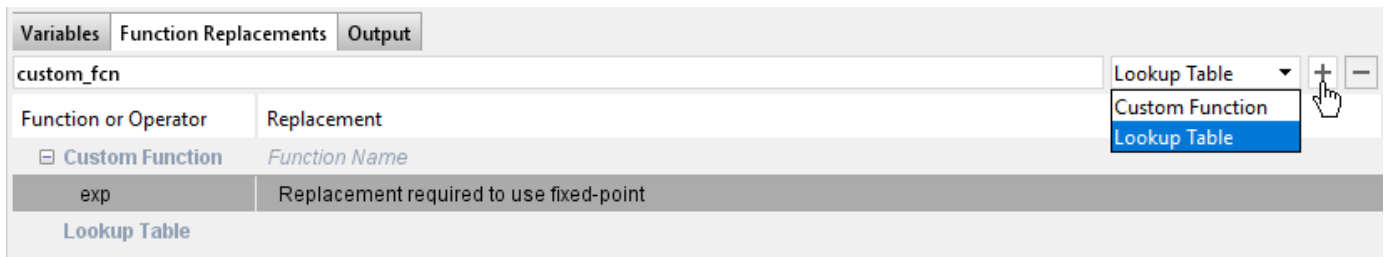 Variables Function Replacements Output
custom_fcn Lookup Table + −
Function or Operator Replacement Custom Function
Lookup Table
Custom Function Function Name
exp Replacement required to use fixed-point
Lookup Table